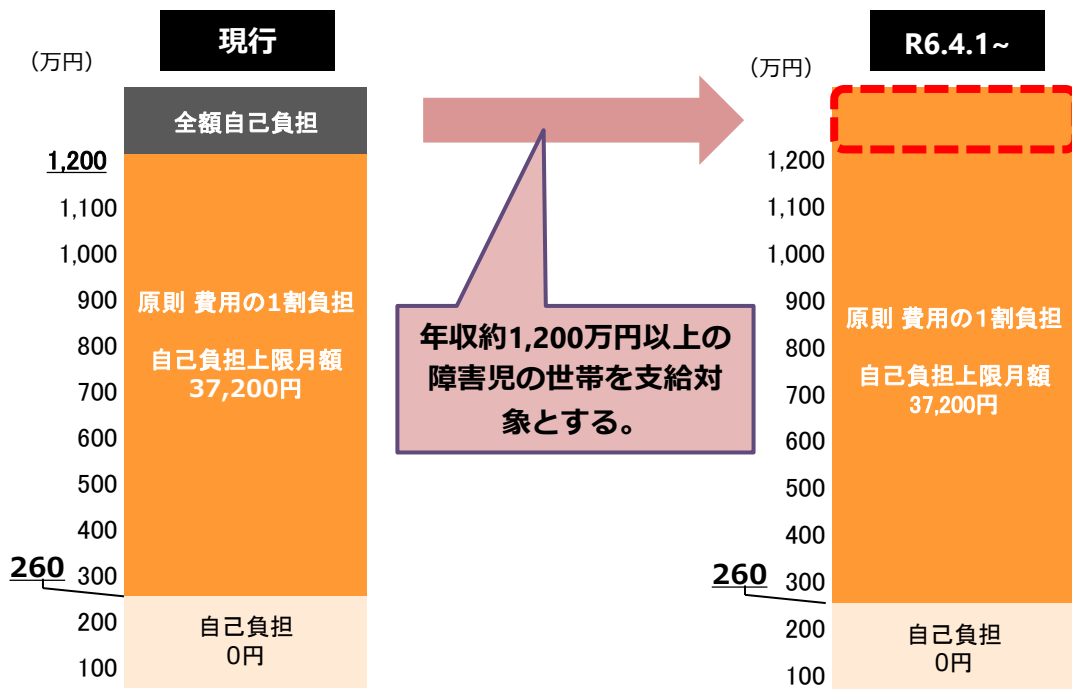 現行
（万円）
全額自己負担
1,200
1,100
1,000
900
800
700
600
500
400
260
300
200
100
原則 費用の1割負担
自己負担上限月額
37,200円
自己負担
0円
年収約1,200万円以上の
障害児の世帯を支給対
象とする。
R6.4.1~
（万円）
1,200
1,100
1,000
900
800
700
600
500
400
260
300
200
100
原則 費用の１割負担
自己負担上限月額
37,200円
自己負担
0円